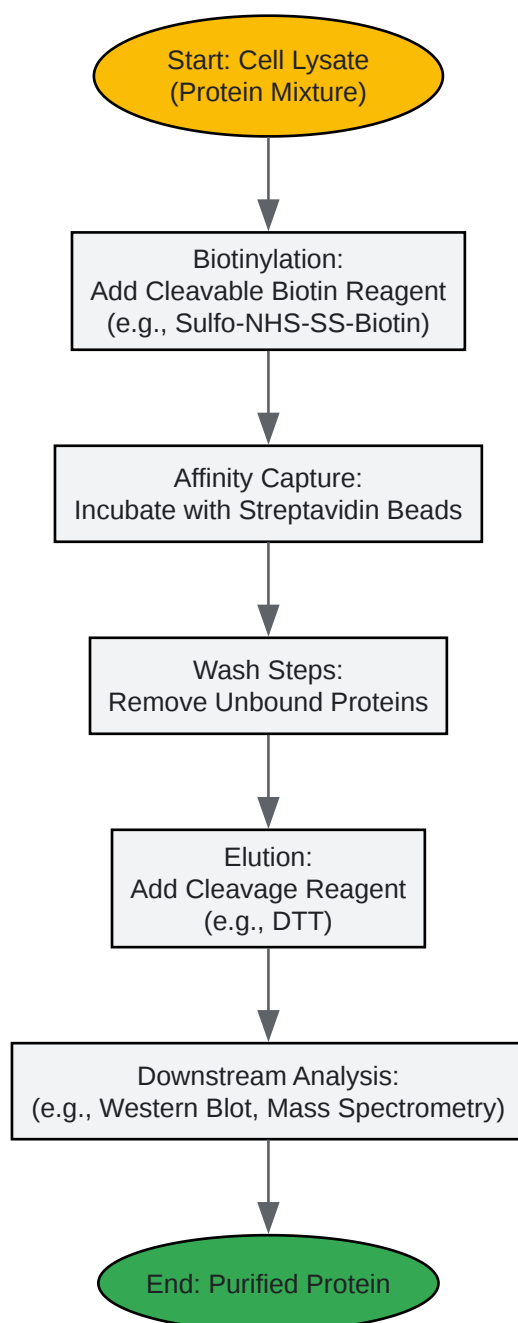 Start: Cell Lysate
(Protein Mixture)
Biotinylation:
Add Cleavable Biotin Reagent
(e.g., Sulfo-NHS-SS-Biotin)
Affinity Capture:
Incubate with Streptavidin Beads
Wash Steps:
Remove Unbound Proteins
Elution:
Add Cleavage Reagent
(e.g., DTT)
Downstream Analysis:
(e.g., Western Blot, Mass Spectrometry)
End: Purified Protein